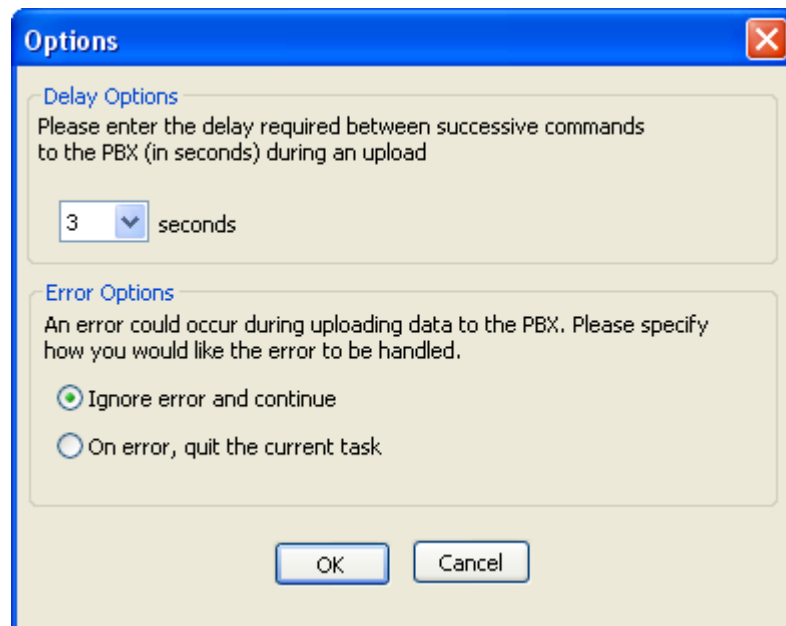 Options
Delay Options
Please enter the delay required between successive commands
to the PBX (in seconds) during an upload
3 seconds
Error Options
An error could occur during uploading data to the PBX. Please specify
how you would like the error to be handled.
Ignore error and continue
On error, quit the current task
OK Cancel